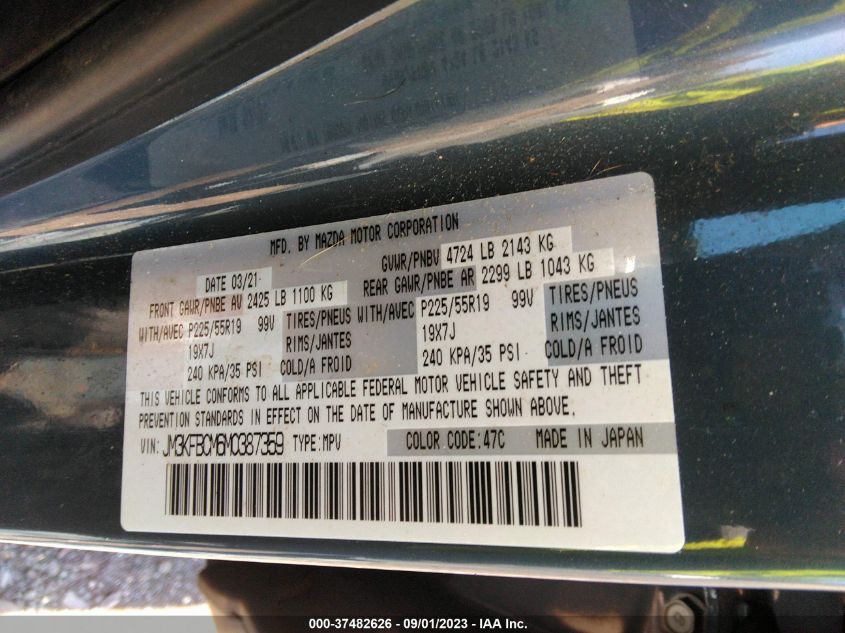 MFD. BY MAZDA MOTOR CORPORATION
DATE 03/21 GVWR/PNBV 4724 LB 2143 KG
FRONT GAWR/PNBE AV 2425 LB 1100 KG REAR GAWR/PNBE AR 2299 LB 1043 KG
WITH/AVEC P225/55R19 99V TIRES/PNEUS WITH/AVEC P225/55R19 99V TIRES/PNEUS
19X7J RIMS/JANTES 19X7J RIMS/JANTES
240 KPA/35 PSI COLD/A FROID 240 KPA/35 PSI COLD/A FROID
THIS VEHICLE CONFORMS TO ALL APPLICABLE FEDERAL MOTOR VEHICLE SAFETY AND THEFT
PREVENTION STANDARDS IN EFFECT ON THE DATE OF MANUFACTURE SHOWN ABOVE.
VIN: JM3KFBCM6M0387359 TYPE:MPV COLOR CODE:47C MADE IN JAPAN
000-37482626 - 09/01/2023 - IAA Inc.